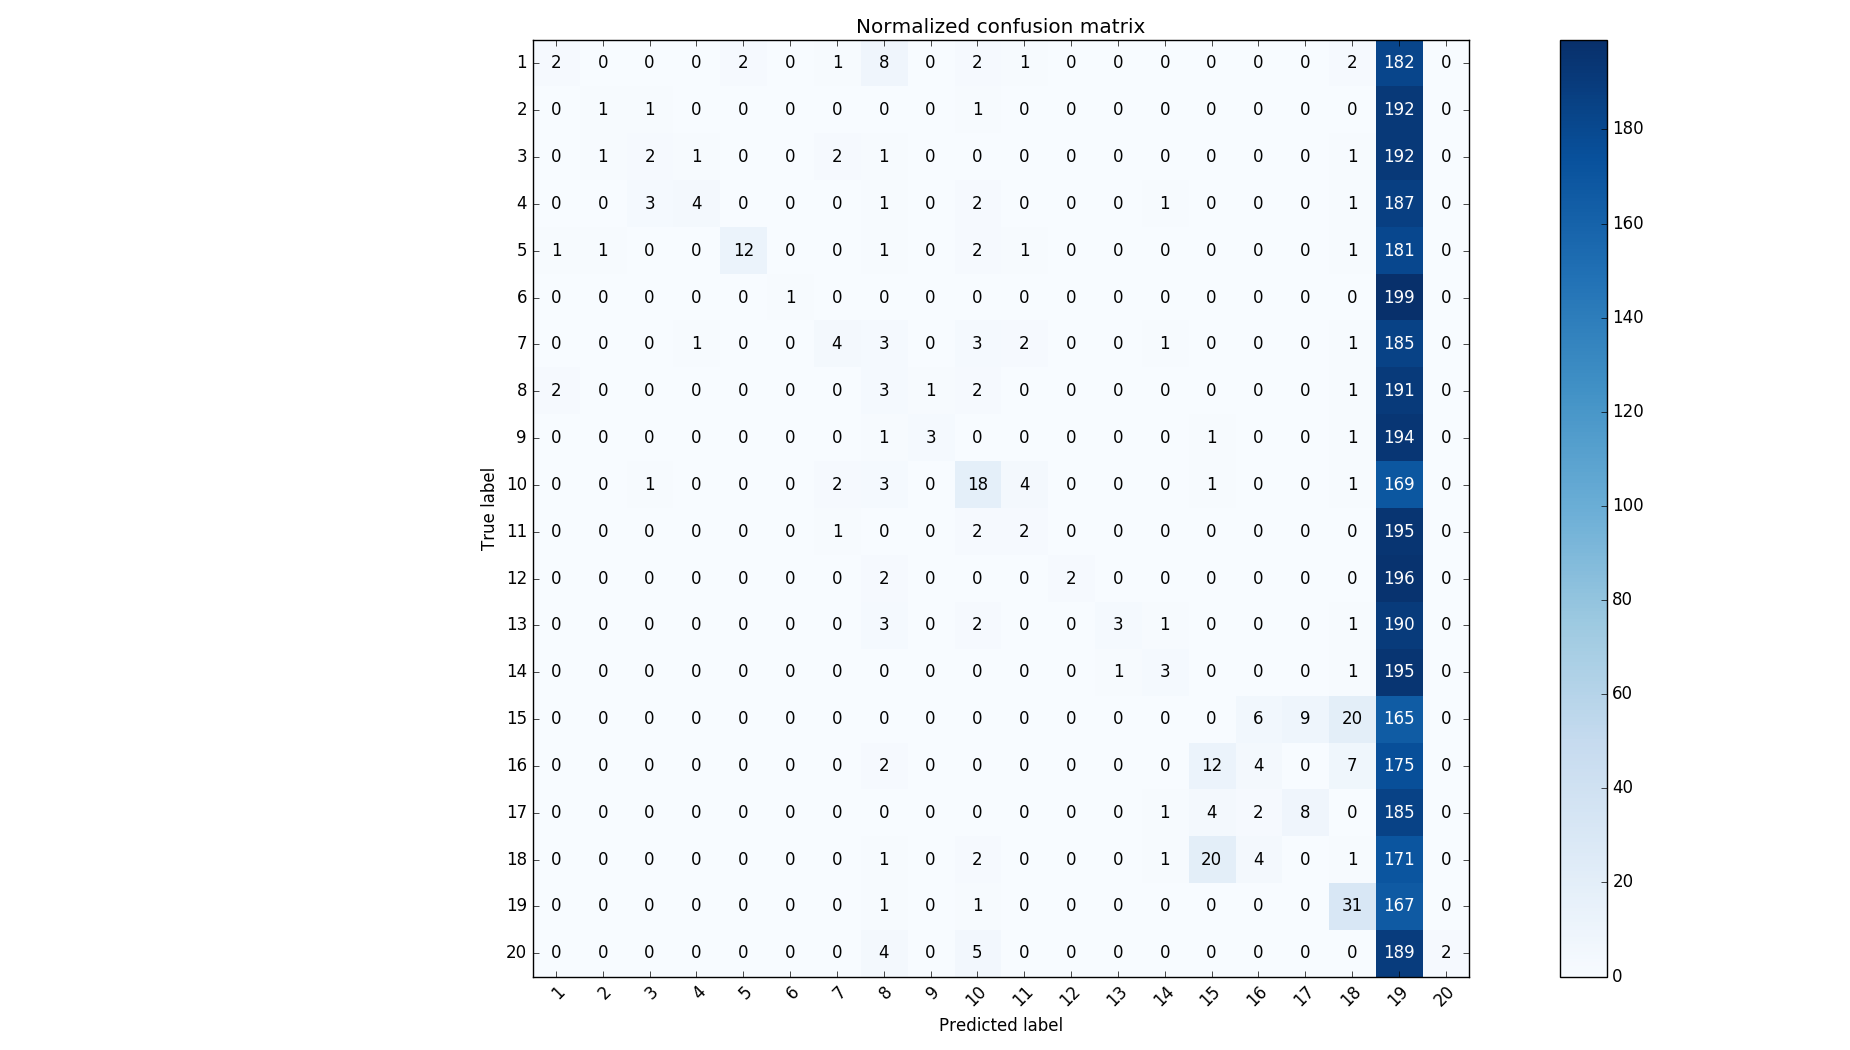 Normalized confusion matrix
1 2 0 0 0 2 0 1 8 0 2 1 0 0 0 0 0 0 2 182 0
2 0 1 1 0 0 0 0 0 0 1 0 0 0 0 0 0 0 0 192 0
3 0 1 2 1 0 0 2 1 0 0 0 0 0 0 0 0 0 1 192 0
4 0 0 3 4 0 0 0 1 0 2 0 0 0 1 0 0 0 1 187 0
5 1 1 0 0 12 0 0 1 0 2 1 0 0 0 0 0 0 1 181 0
6 0 0 0 0 0 1 0 0 0 0 0 0 0 0 0 0 0 0 199 0
7 0 0 0 1 0 0 4 3 0 3 2 0 0 1 0 0 0 1 185 0
8 2 0 0 0 0 0 0 3 1 2 0 0 0 0 0 0 0 1 191 0
9 0 0 0 0 0 0 0 1 3 0 0 0 0 0 1 0 0 1 194 0
10 0 0 1 0 0 0 2 3 0 18 4 0 0 0 1 0 0 1 169 0
11 0 0 0 0 0 0 1 0 0 2 2 0 0 0 0 0 0 0 195 0
12 0 0 0 0 0 0 0 2 0 0 0 2 0 0 0 0 0 0 196 0
13 0 0 0 0 0 0 0 3 0 2 0 0 3 1 0 0 0 1 190 0
14 0 0 0 0 0 0 0 0 0 0 0 0 1 3 0 0 0 1 195 0
15 0 0 0 0 0 0 0 0 0 0 0 0 0 0 0 6 9 20 165 0
16 0 0 0 0 0 0 0 2 0 0 0 0 0 0 12 4 0 7 175 0
17 0 0 0 0 0 0 0 0 0 0 0 0 0 1 4 2 8 0 185 0
18 0 0 0 0 0 0 0 1 0 2 0 0 0 1 20 4 0 1 171 0
19 0 0 0 0 0 0 0 1 0 1 0 0 0 0 0 0 0 31 167 0
20 0 0 0 0 0 0 0 4 0 5 0 0 0 0 0 0 0 0 189 2
1 2 3 4 5 6 7 8 9 10 11 12 13 14 15 16 17 18 19 20
True label
Predicted label
180
160
140
120
100
80
60
40
20
0